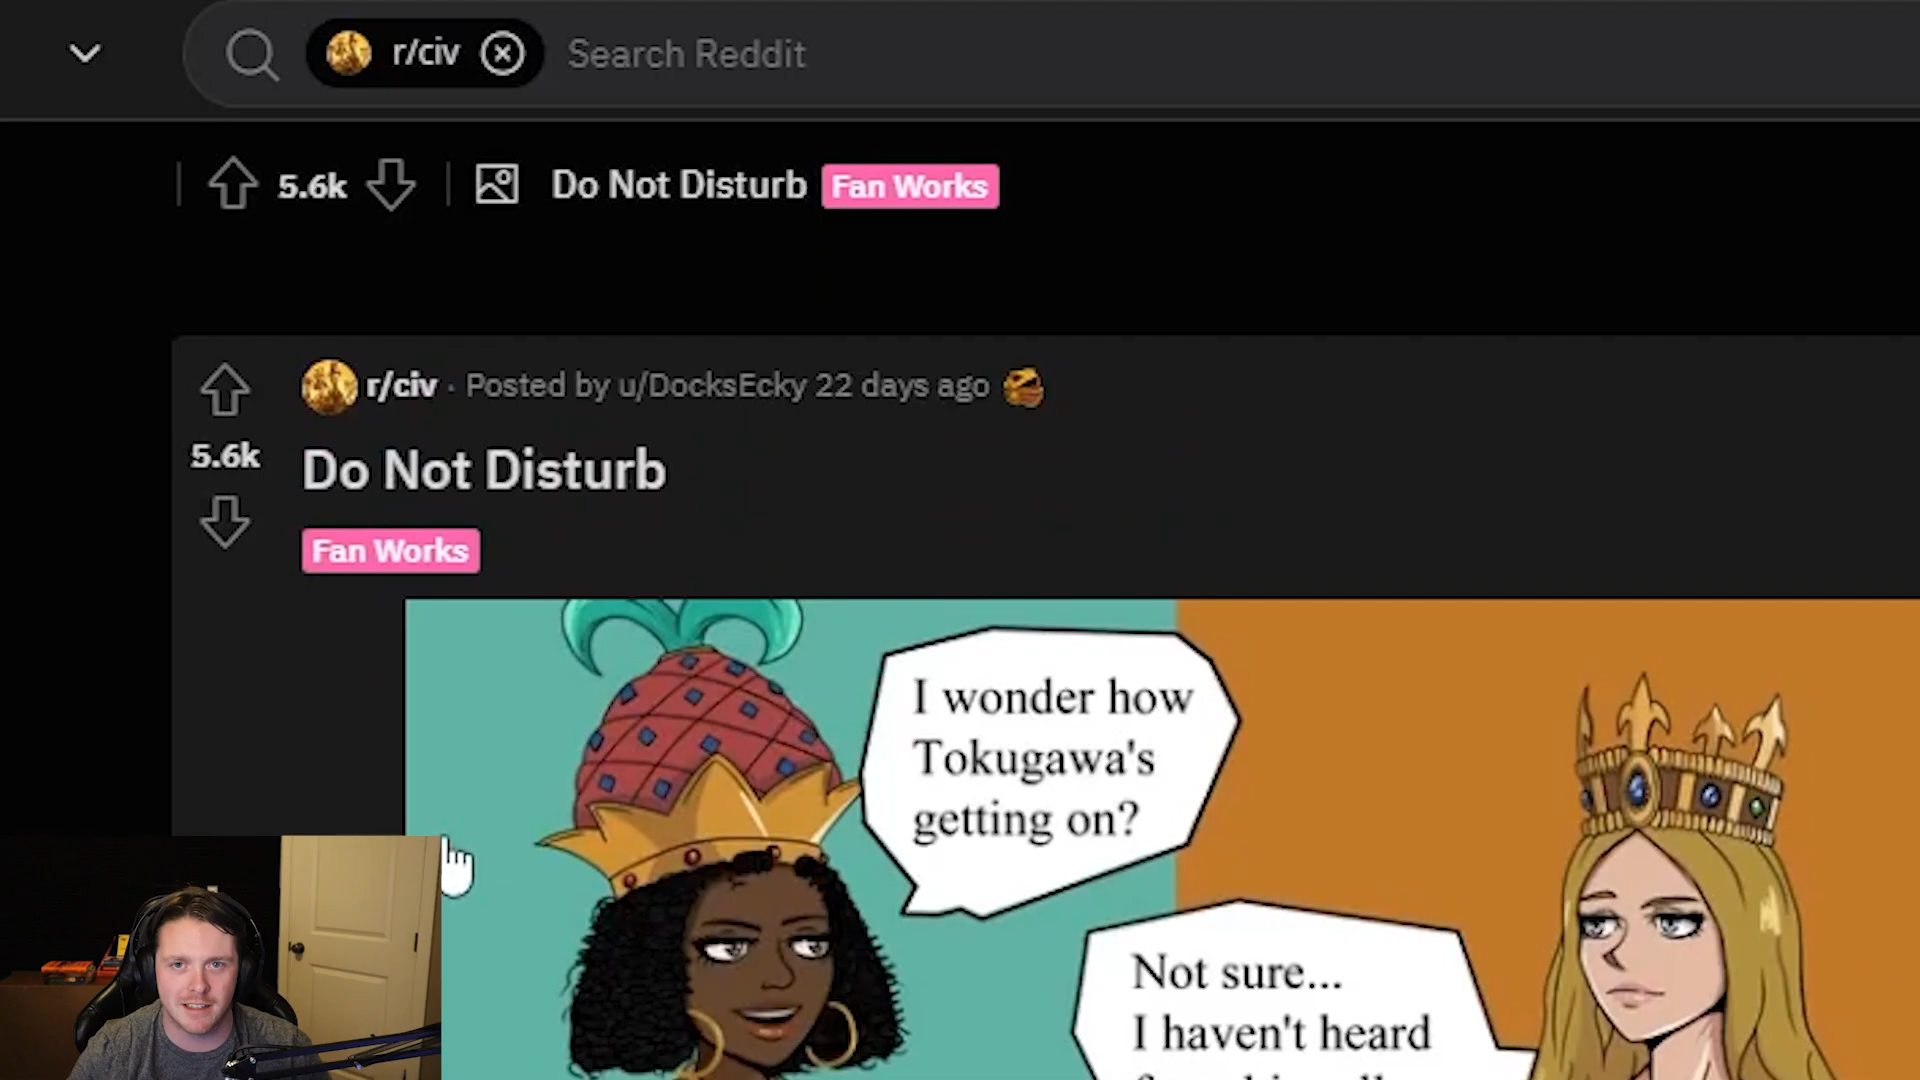 r/civ Search Reddit
5.6k Do Not Disturb Fan Works
r/civ · Posted by u/DocksEcky 22 days ago
5.6k
Do Not Disturb
Fan Works
I wonder how
Tokugawa's
getting on?
Not sure...
I haven't heard